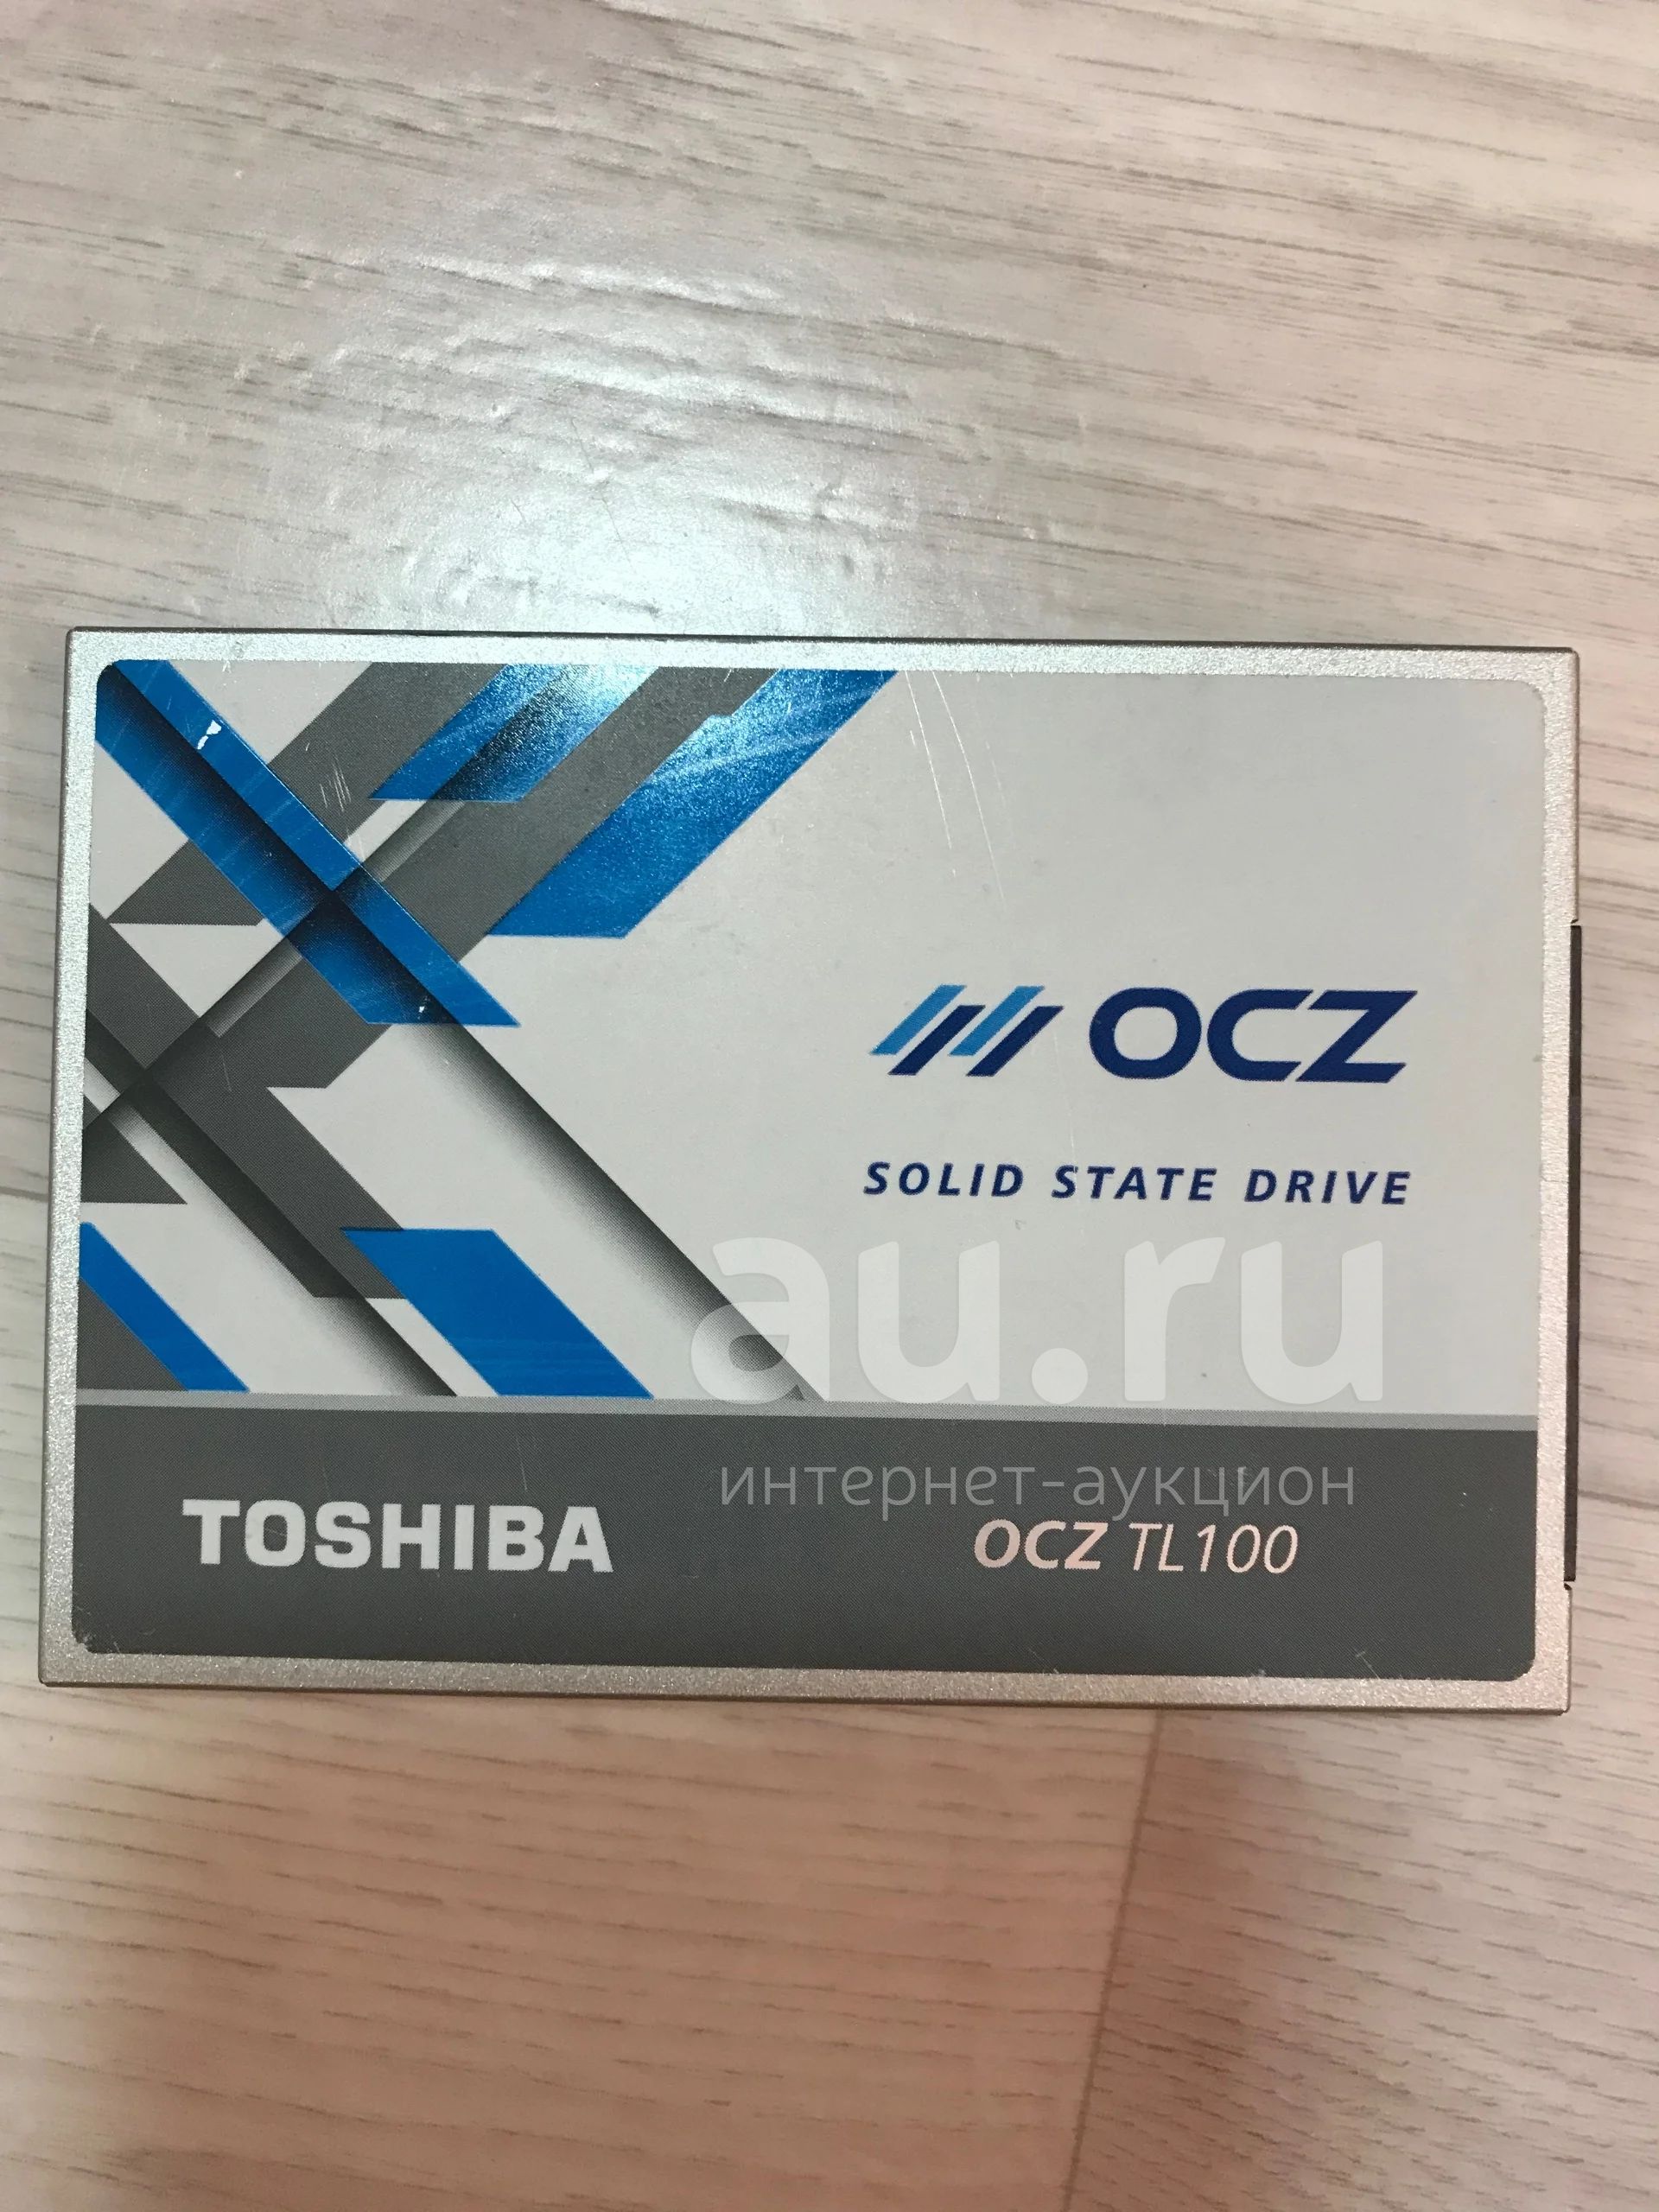 OCZ
SOLID STATE DRIVE
au.ru
интернет-аукцион
TOSHIBA
OCZ TL100